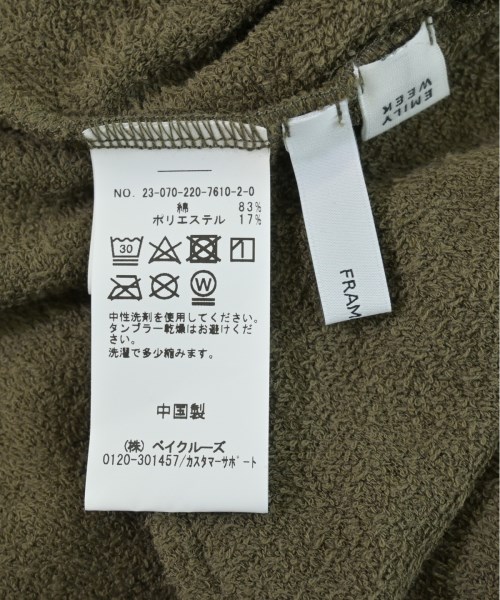 EMILY
WEEK
FRAM
NO. 23-070-220-7610-2-0
綿 83%
ポリエステル 17%
30
W
中性洗剤を使用してください。
タンブラー乾燥はお避けくださ
い。
洗濯で多少縮みます。
中国製
(株) ベイクルーズ
0120-301457/カスタマーサポート